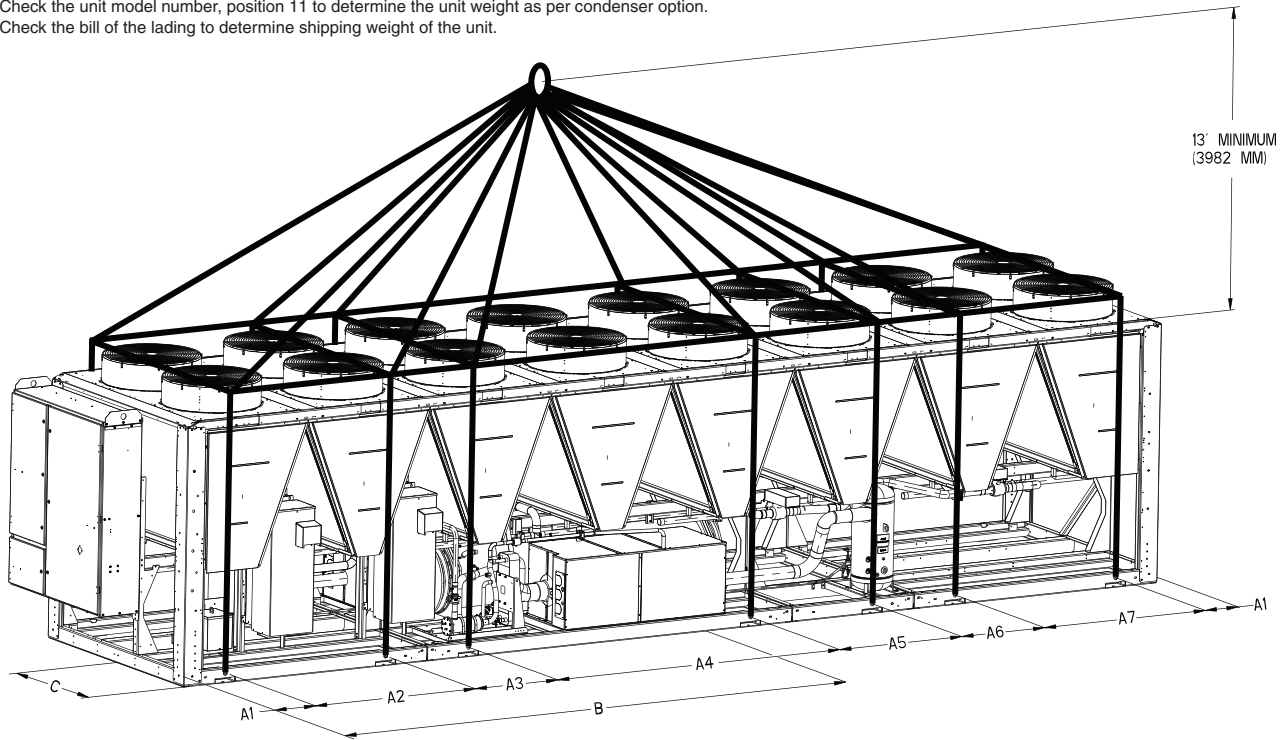 Check the unit model number, position 11 to determine the unit weight as per condenser option.
Check the bill of the lading to determine shipping weight of the unit.
13' MINIMUM
(3982 MM)
A1
A7
A6
A5
A4
A3
A2
A1
B
C